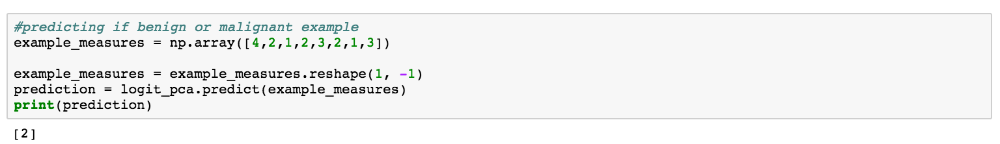 #predicting if benign or malignant example
example_measures = np.array([4,2,1,2,3,2,1,3])
example_measures = example_measures.reshape(1, -1)
prediction = logit_pca.predict(example_measures)
print(prediction)
[2]